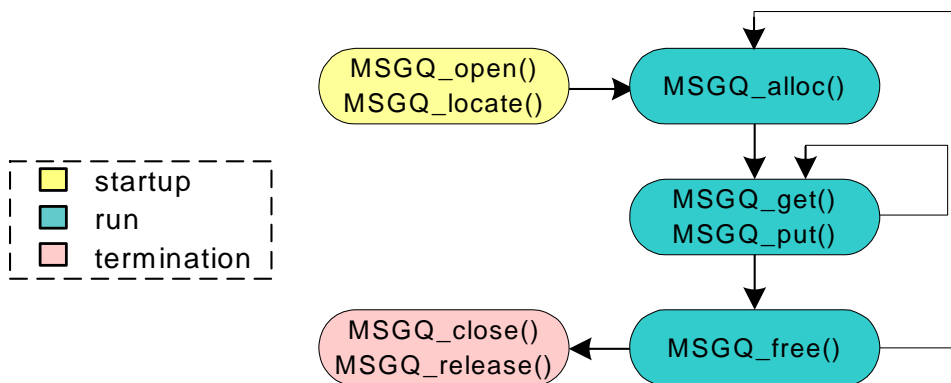 MSGQ_open()
MSGQ_locate()
MSGQ_alloc()
startup
run
termination
MSGQ_get()
MSGQ_put()
MSGQ_close()
MSGQ_release()
MSGQ_free()